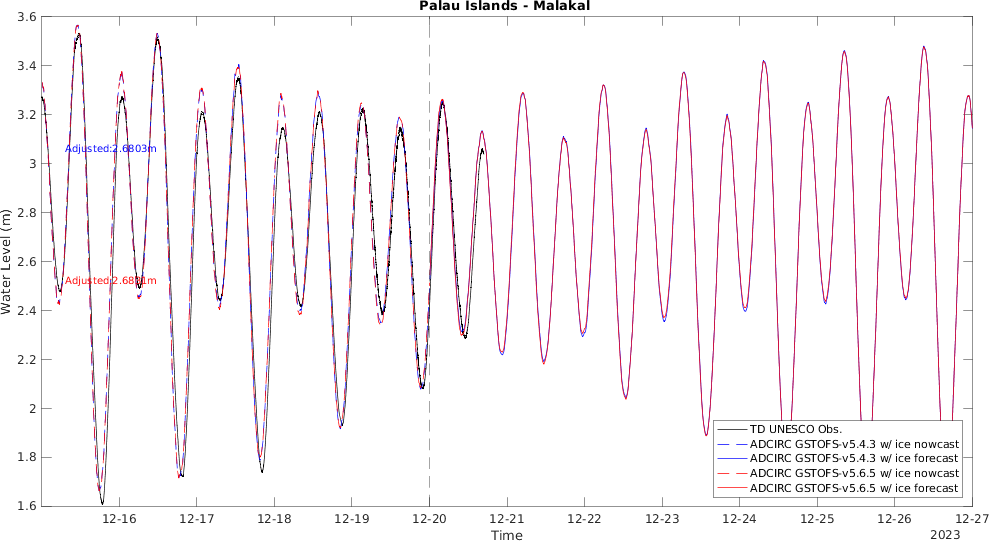 Palau Islands - Malakal
3.6
3.4
3.2
3
2.8
2.6
2.4
2.2
2
1.8
1.6
Water Level (m)
Adjusted:2.6803m
TD UNESCO Obs.
ADCIRC GSTOFS-v5.4.3 w/ ice nowcast
ADCIRC GSTOFS-v5.4.3 w/ ice forecast
ADCIRC GSTOFS-v5.6.5 w/ ice nowcast
ADCIRC GSTOFS-v5.6.5 w/ ice forecast
12-16 12-17 12-18 12-19 12-20 12-21 12-22 12-23 12-24 12-25 12-26 12-27
Time
2023